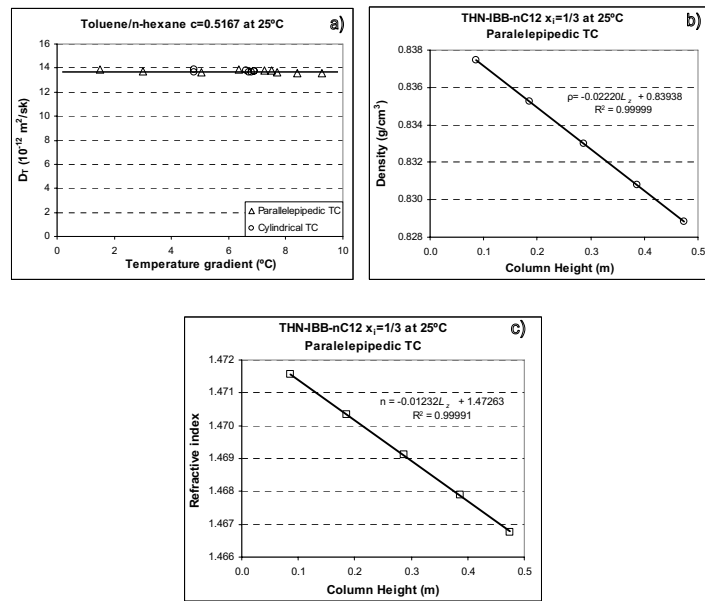 Toluene/n-hexane c=0.5167 at 25ºC
a)
D_T (10⁻¹² m²/sk)
16
14
12
10
8
6
4
2
0
0 2 4 6 8 10
Temperature gradient (ºC)
Parallelepipedic TC
Cylindrical TC
THN-IBB-nC12 xᵢ=1/3 at 25ºC
b)
Paralelepipedic TC
Density (g/cm³)
0.838
0.836
0.834
0.832
0.830
0.828
ρ= -0.02220L_z + 0.83938
R² = 0.99999
0.0 0.1 0.2 0.3 0.4 0.5
Column Height (m)
THN-IBB-nC12 xᵢ=1/3 at 25ºC
c)
Paralelepipedic TC
Refractive index
1.472
1.471
1.470
1.469
1.468
1.467
1.466
n = -0.01232L_z + 1.47263
R² = 0.99991
0.0 0.1 0.2 0.3 0.4 0.5
Column Height (m)